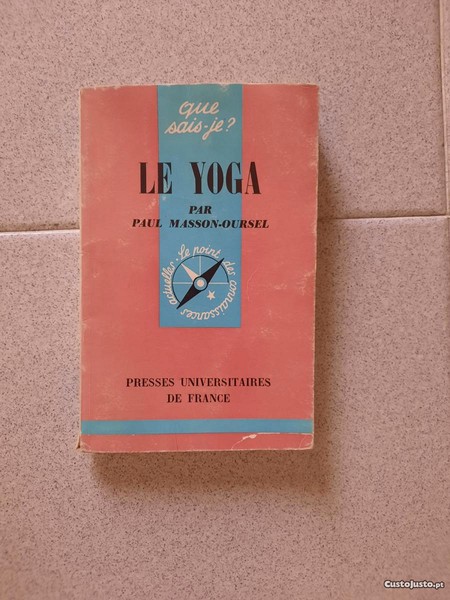 que
sais-je?
LE YOGA
PAR
PAUL MASSON-OURSEL
Le point des connaissances actuelles.
PRESSES UNIVERSITAIRES
DE FRANCE
Custojusto.pt